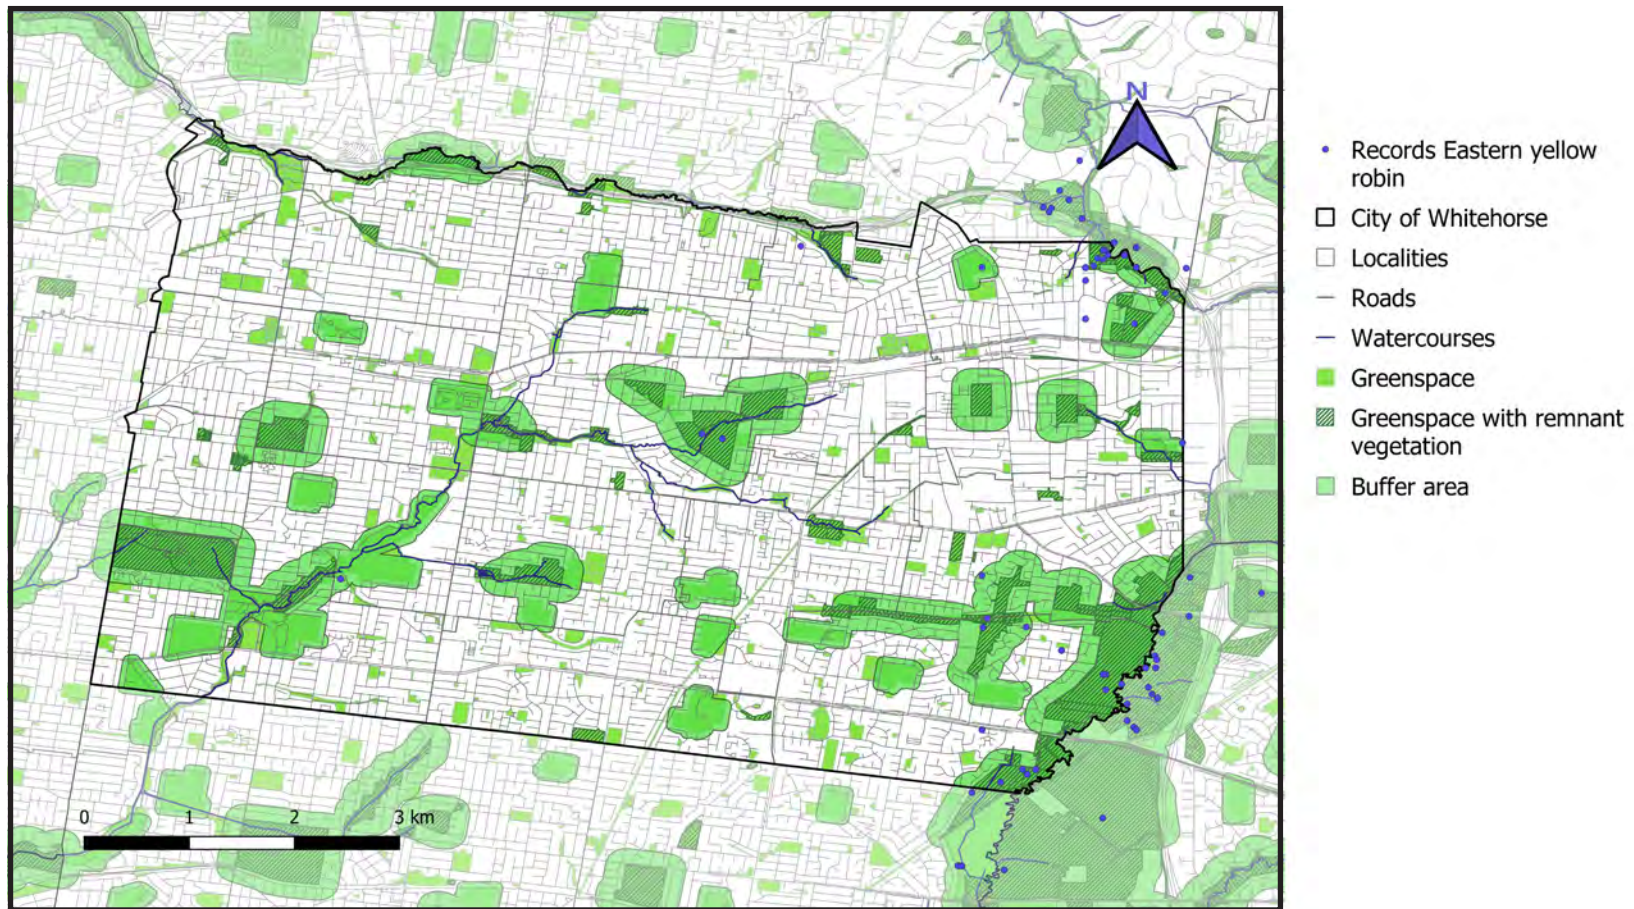 N
Records Eastern yellow
robin
City of Whitehorse
Localities
Roads
Watercourses
Greenspace
Greenspace with remnant
vegetation
Buffer area
0 1 2 3 km